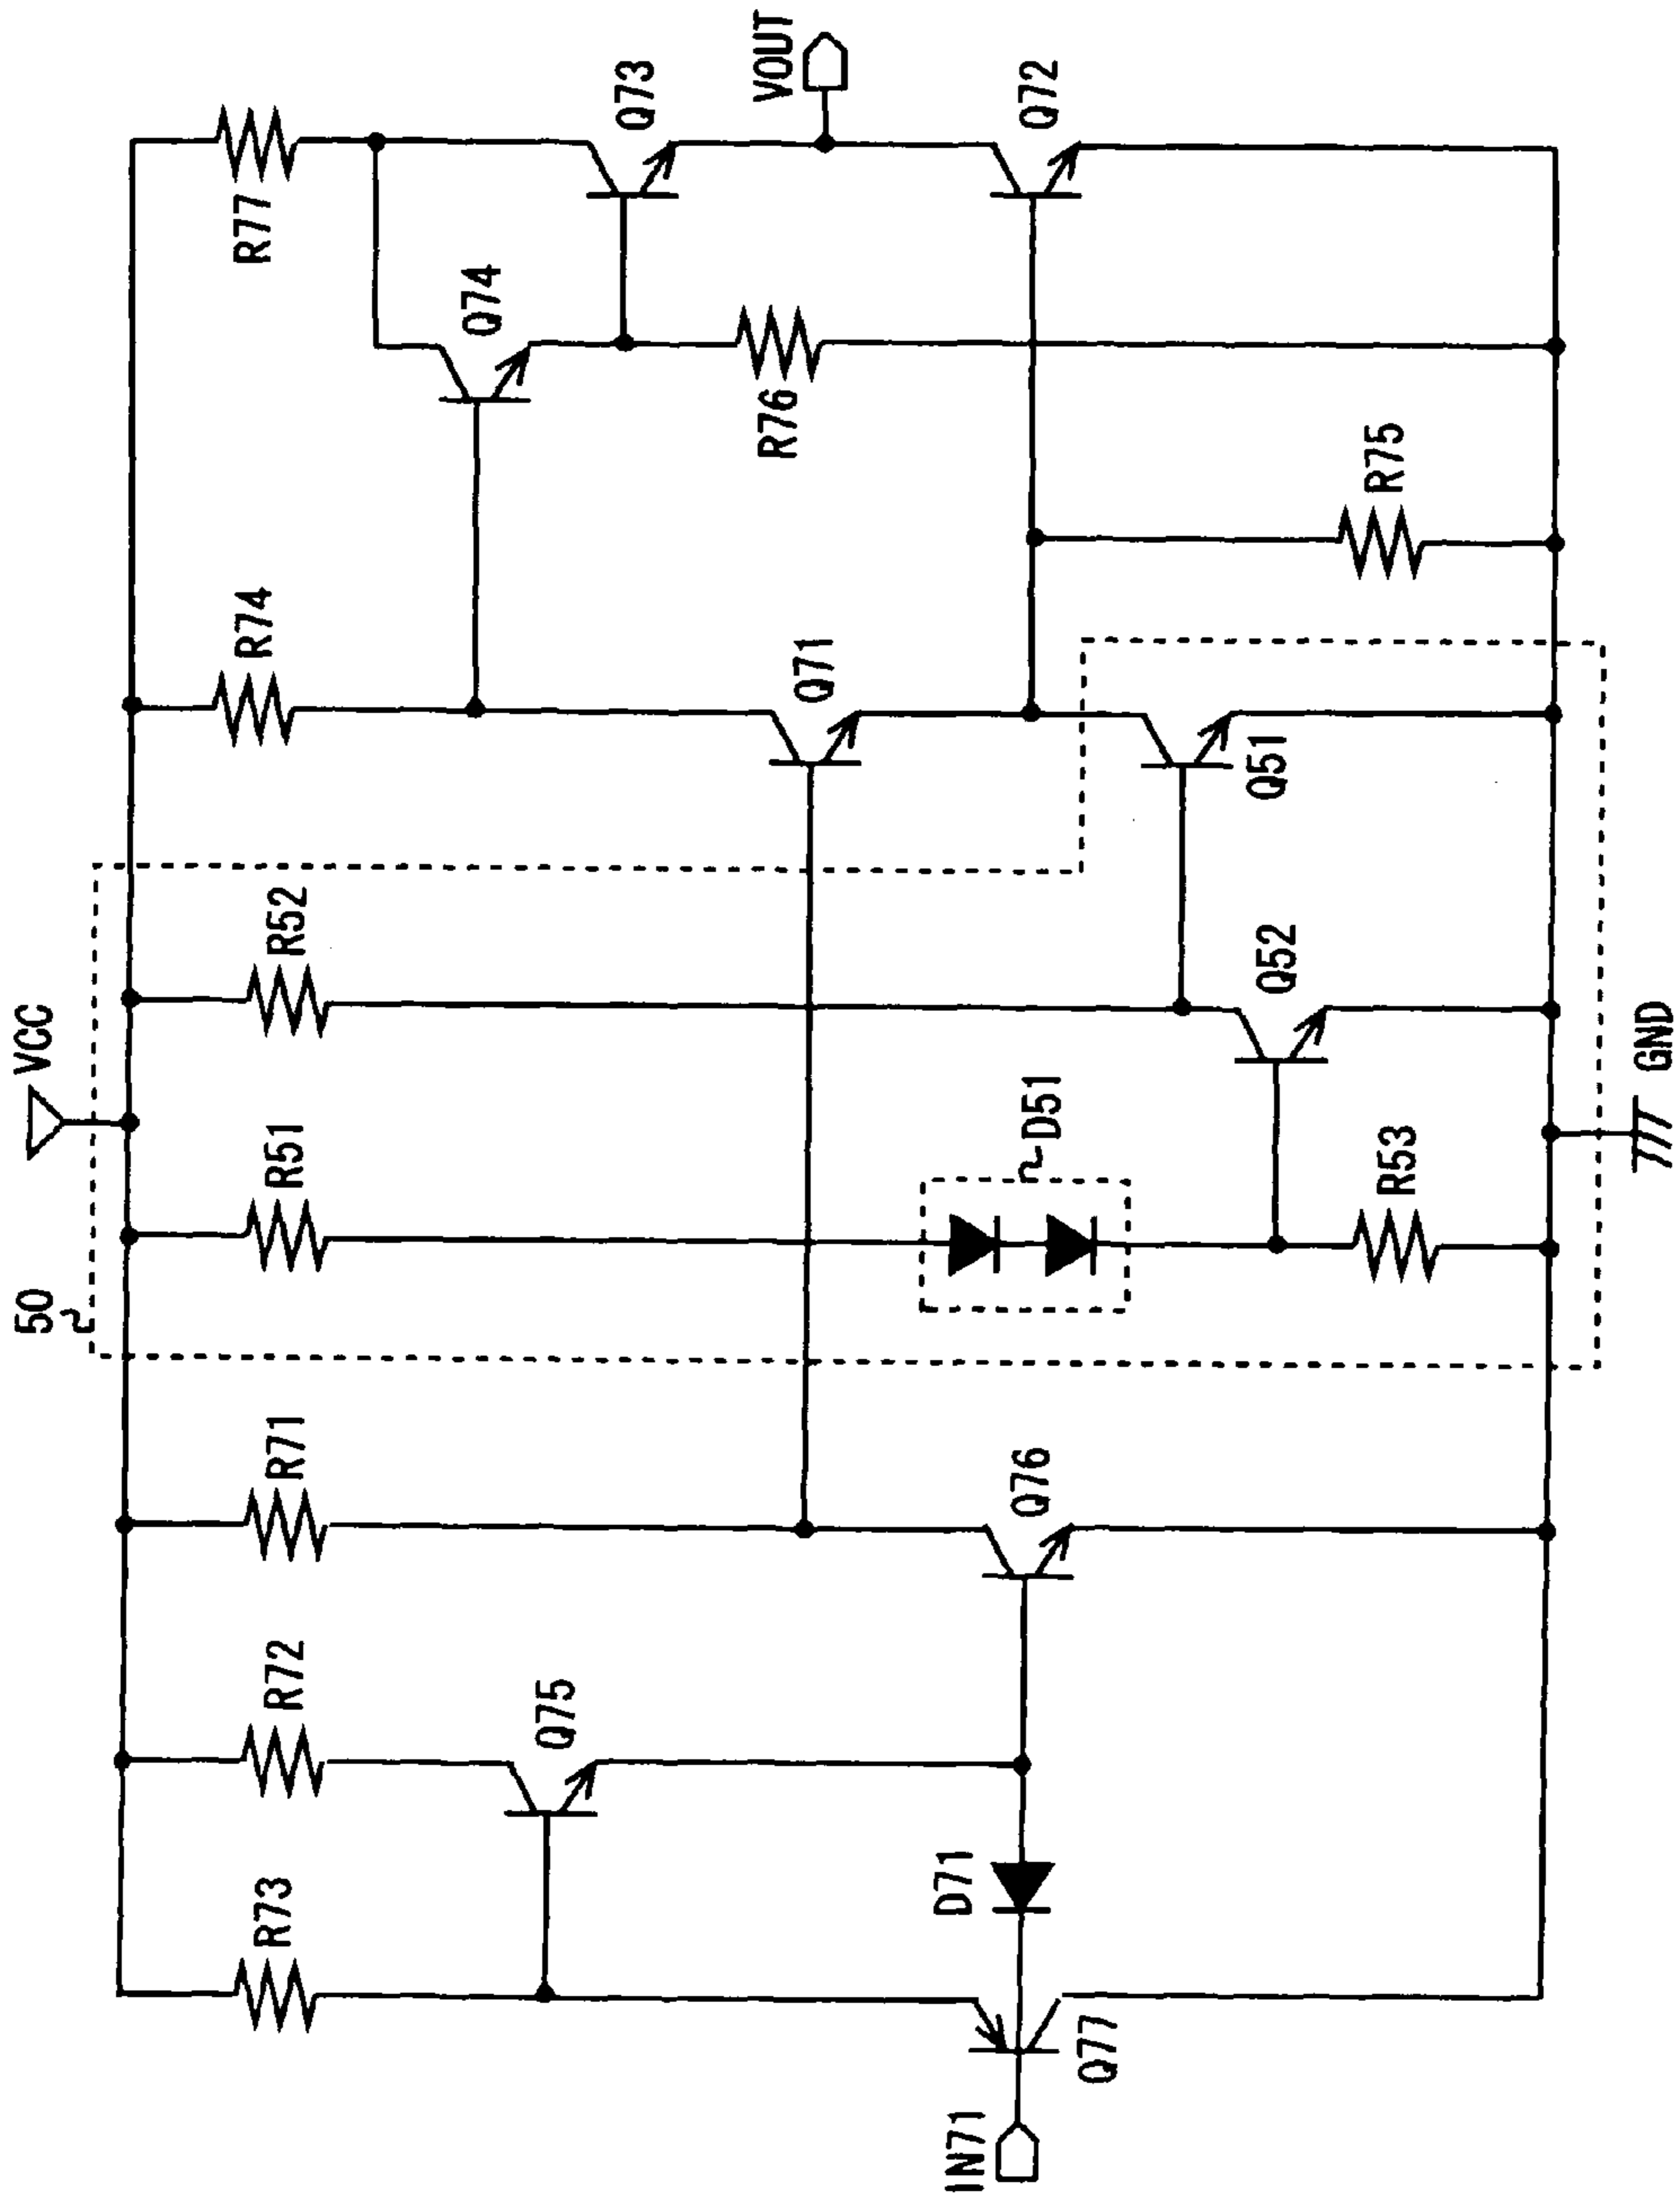 VCC
50
R73
R72
R71
R51
R52
R74
R77
Q75
Q74
Q73
Q71
VOUT
R76
D71
Q76
D51
Q72
IN71
Q77
Q52
Q51
R53
R75
GND